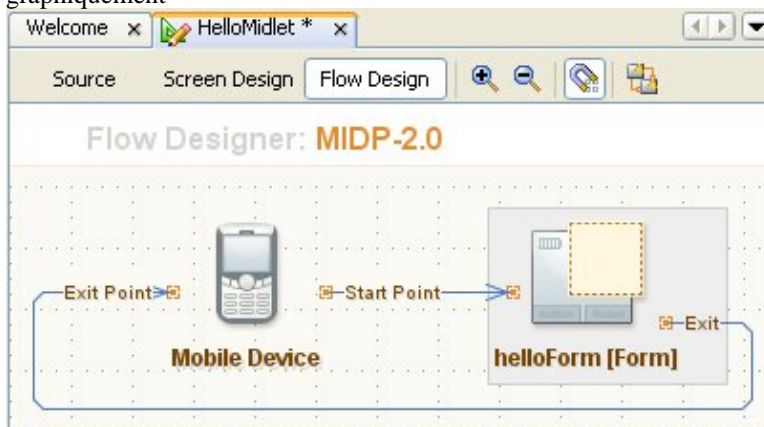 graphiquement
Welcome HelloMidlet *
Source Screen Design Flow Design
Flow Designer: MIDP-2.0
Exit Point Start Point
Exit
Mobile Device helloForm [Form]